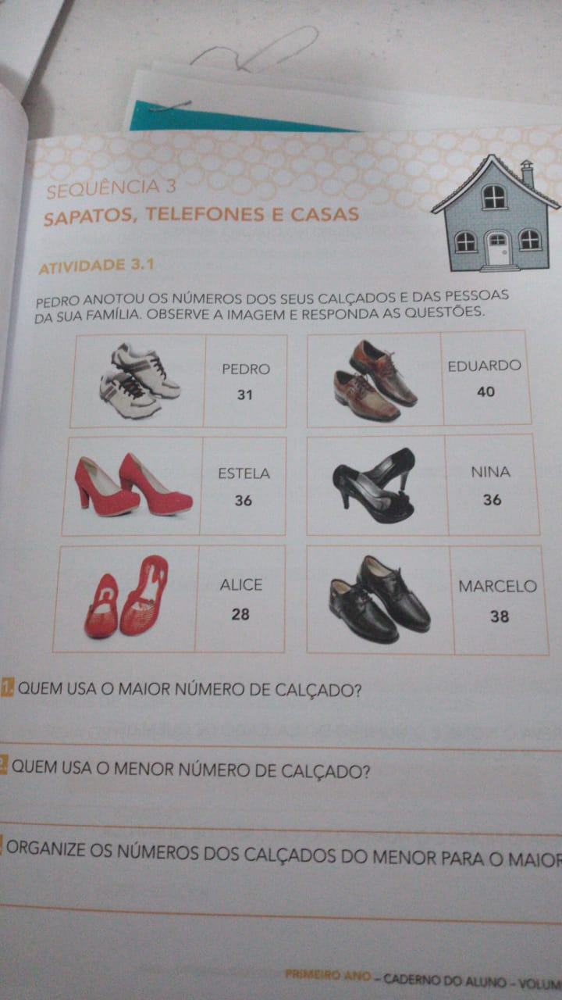 SEQUÊNCIA 3
SAPATOS, TELEFONES E CASAS
ATIVIDADE 3.1
PEDRO ANOTOU OS NÚMEROS DOS SEUS CALÇADOS E DAS PESSOAS
DA SUA FAMÍLIA. OBSERVE A IMAGEM E RESPONDA AS QUESTÕES.
PEDRO
31
EDUARDO
40
ESTELA
36
NINA
36
ALICE
28
MARCELO
38
1. QUEM USA O MAIOR NÚMERO DE CALÇADO?
2. QUEM USA O MENOR NÚMERO DE CALÇADO?
ORGANIZE OS NÚMEROS DOS CALÇADOS DO MENOR PARA O MAIOR
PRIMEIRO ANO – CADERNO DO ALUNO – VOLUM